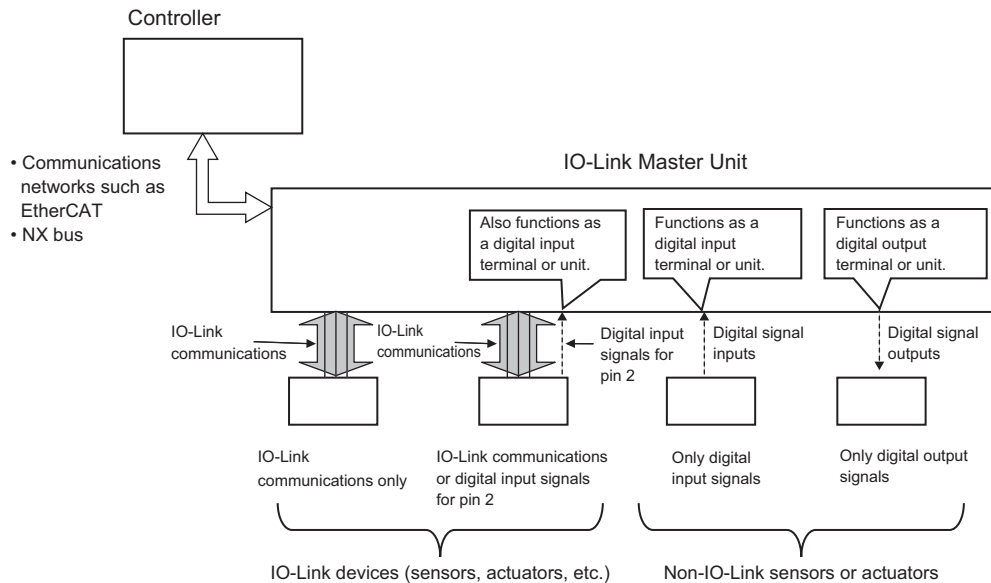 Controller
• Communications
networks such as
EtherCAT
• NX bus
IO-Link Master Unit
Also functions as
a digital input
terminal or unit.
Functions as a
digital input
terminal or unit.
Functions as a
digital output
terminal or unit.
IO-Link
communications
IO-Link
communications
Digital input
signals for
pin 2
Digital signal
inputs
Digital signal
outputs
IO-Link
communications only
IO-Link communications
or digital input signals
for pin 2
Only digital
input signals
Only digital output
signals
IO-Link devices (sensors, actuators, etc.)
Non-IO-Link sensors or actuators